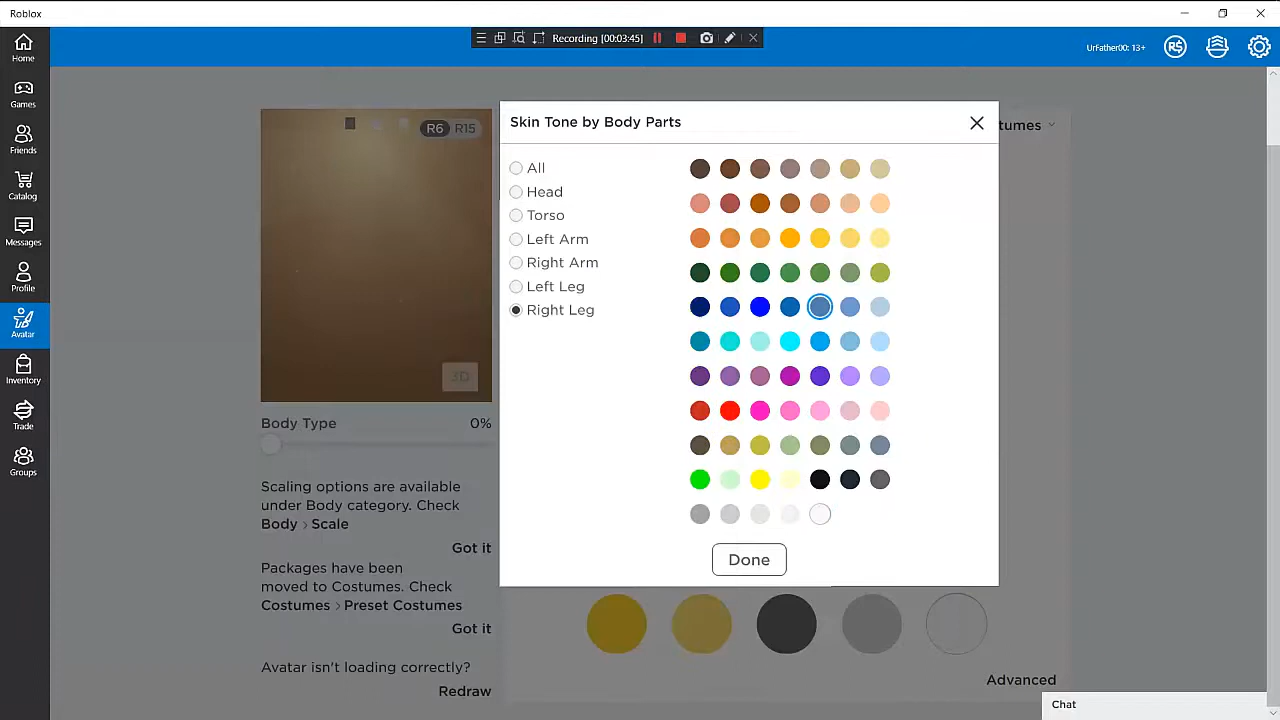 Roblox
Recording [00:03:45]
UrFather00: 13+
R$
Home
Games
Friends
Catalog
Messages
Profile
Avatar
Inventory
Trade
Groups
R6 R15
3D
Body Type 0%
Scaling options are available
under Body category. Check
Body > Scale
Got it
Packages have been
moved to Costumes. Check
Costumes > Preset Costumes
Got it
Avatar isn't loading correctly?
Redraw
tumes
Skin Tone by Body Parts
All
Head
Torso
Left Arm
Right Arm
Left Leg
Right Leg
Done
Advanced
Chat